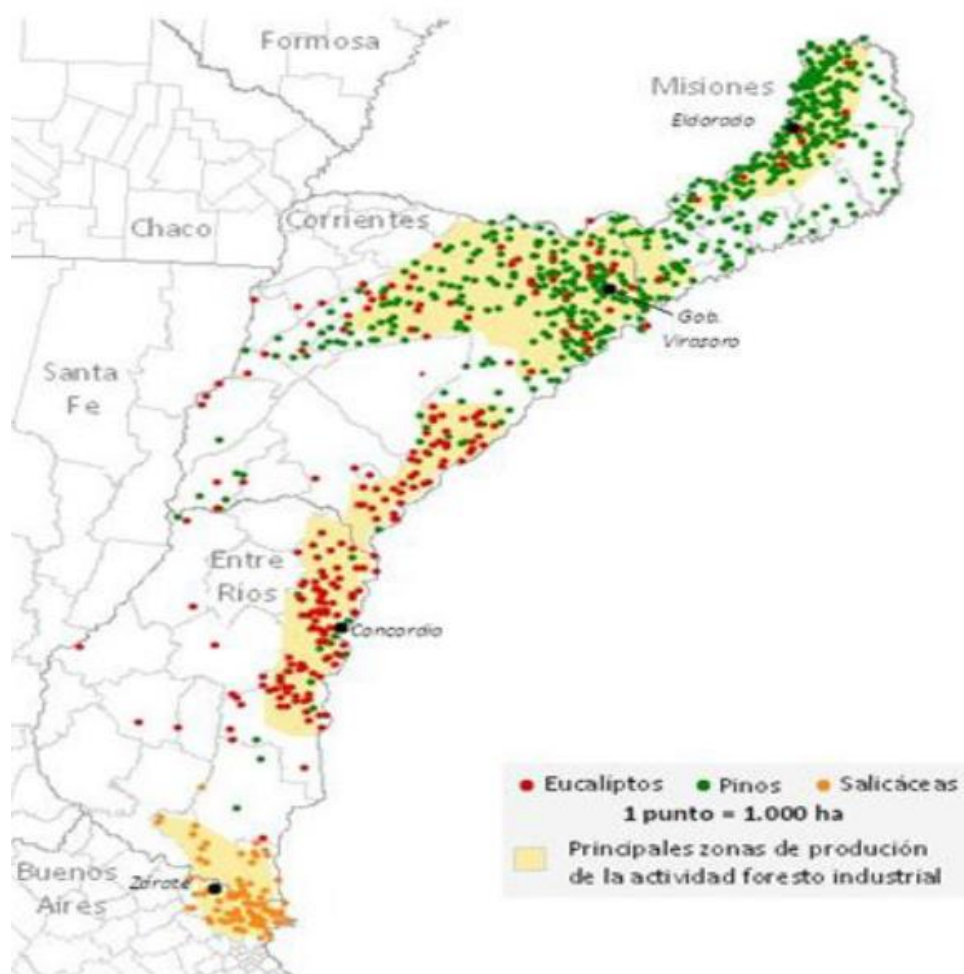 Formosa
Misiones
Eldorado
Corrientes
Chaco
Gob.
Virasoro
Santa
Fe
Entre
Ríos
Concordia
Eucalíptos Pinos Salicáceas
1 punto = 1.000 ha
Principales zonas de produción
de la actividad foresto industrial
Buenos
Aires
Zárate